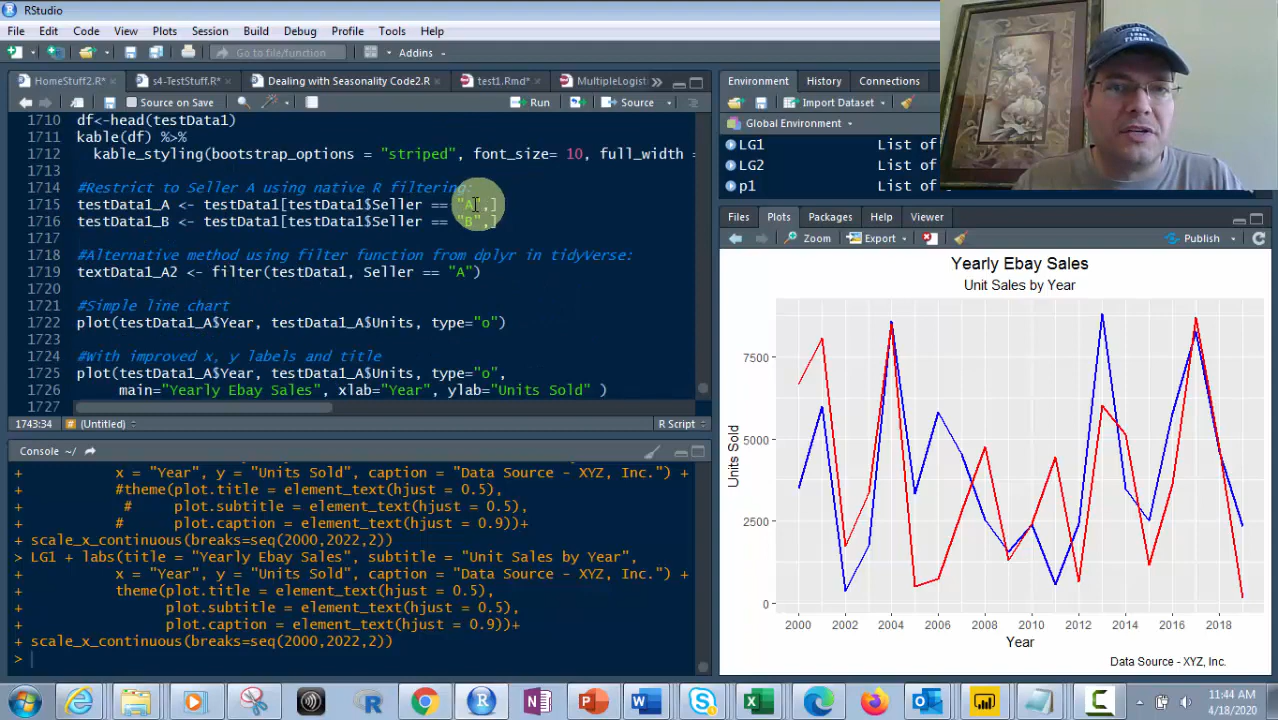 RStudio
File Edit Code View Plots Session Build Debug Profile Tools Help
Go to file/function Addins
HomeStuff2.R* s4-TestStuff.R* Dealing with Seasonality Code2.R test1.Rmd* MultipleLogist
Source on Save Run Source
1710 df<-head(testData1)
1711 kable(df) %>%
1712 kable_styling(bootstrap_options = "striped", font_size= 10, full_width =
1713
1714 #Restrict to Seller A using native R filtering:
1715 testData1_A <- testData1[testData1$Seller == "A",]
1716 testData1_B <- testData1[testData1$Seller == "B",]
1717
1718 #Alternative method using filter function from dplyr in tidyVerse:
1719 textData1_A2 <- filter(testData1, Seller == "A")
1720
1721 #Simple line chart
1722 plot(testData1_A$Year, testData1_A$Units, type="o")
1723
1724 #With improved x, y labels and title
1725 plot(testData1_A$Year, testData1_A$Units, type="o",
1726 main="Yearly Ebay Sales", xlab="Year", ylab="Units Sold" )
1727
1743:34 # (Untitled) R Script
Console ~/
+ x = "Year", y = "Units Sold", caption = "Data Source - XYZ, Inc.") +
+ #theme(plot.title = element_text(hjust = 0.5),
+ # plot.subtitle = element_text(hjust = 0.5),
+ # plot.caption = element_text(hjust = 0.9))+
+ scale_x_continuous(breaks=seq(2000,2022,2))
> LG1 + labs(title = "Yearly Ebay Sales", subtitle = "Unit Sales by Year",
+ x = "Year", y = "Units Sold", caption = "Data Source - XYZ, Inc.") +
+ theme(plot.title = element_text(hjust = 0.5),
+ plot.subtitle = element_text(hjust = 0.5),
+ plot.caption = element_text(hjust = 0.9))+
+ scale_x_continuous(breaks=seq(2000,2022,2))
>
Environment History Connections
Import Dataset
Global Environment
LG1 List of
LG2 List of
p1 List of
Files Plots Packages Help Viewer
Zoom Export Publish
Yearly Ebay Sales
Unit Sales by Year
Units Sold
7500
5000
2500
0
2000 2002 2004 2006 2008 2010 2012 2014 2016 2018
Year
Data Source - XYZ, Inc.
11:44 AM
4/18/2020